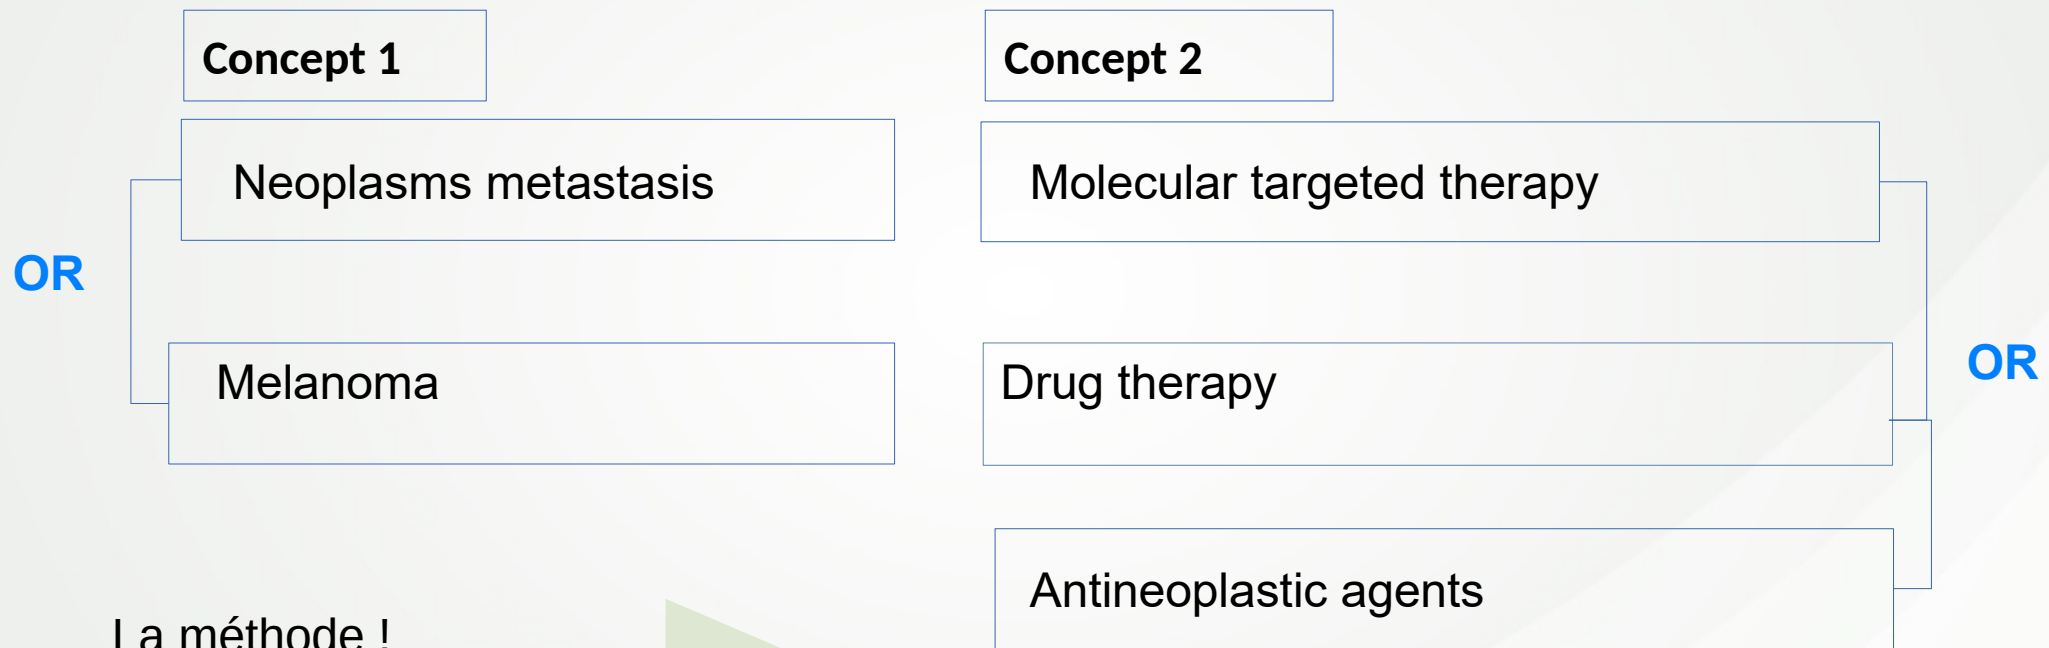 Concept 1
Concept 2
Neoplasms metastasis
Molecular targeted therapy
OR
Melanoma
Drug therapy
OR
Antineoplastic agents
La méthode !